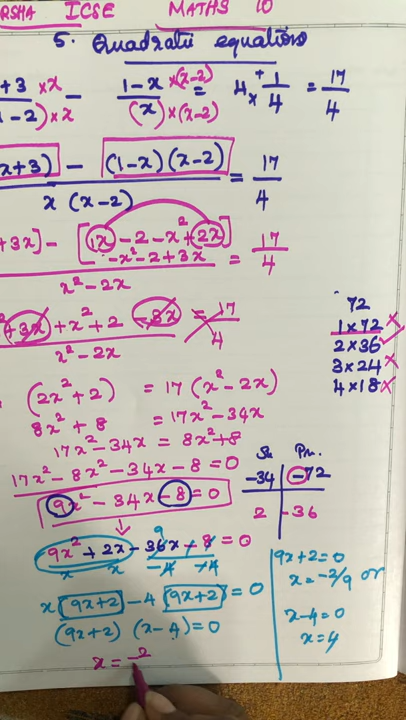 ARSHA ICSE MATHS 10
5. Quadratic equations
+3 × x / -2) × x − 1-x × (x-2) / (x) × (x-2) = 4 + 1/4 = 17/4
x+3) − (1-x)(x-2) / x (x-2) = 17/4
+3x] − [1x - 2 - x² + 2x] = 17/4
-x² - 2 + 3x
x² - 2x
+3x + x² + 2 - 3x / x² - 2x = 17/4
(2x² + 2) = 17 (x² - 2x)
8x² + 8 = 17x² - 34x
17x² - 34x = 8x² + 8
17x² - 8x² - 34x - 8 = 0
9x² - 34x - 8 = 0
9x² + 2x - 36x - 8 = 0
x [9x+2] - 4 [9x+2] = 0
(9x+2) (x-4) = 0
x = 2
72
1 × 72 ×
2 × 36 ✓
3 × 24 ×
4 × 18 ×
Su Pro.
-34 -72
2 -36
9x + 2 = 0
x = -2/9 or
x - 4 = 0
x = 4